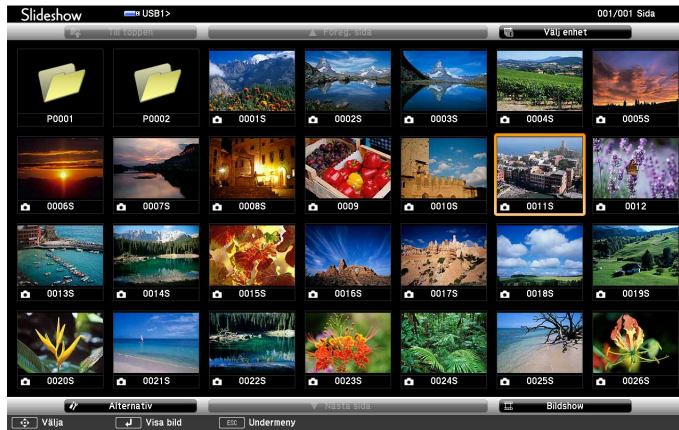 Slideshow USB1> 001/001 Sida
Till toppen Föreg. sida Välj enhet
P0001 P0002 0001S 0002S 0003S 0004S 0005S
0006S 0007S 0008S 0009 0010S 0011S 0012
0013S 0014S 0015S 0016S 0017S 0018S 0019S
0020S 0021S 0022S 0023S 0024S 0025S 0026S
Alternativ Nästa sida Bildshow
Välja Visa bild ESC Undermeny